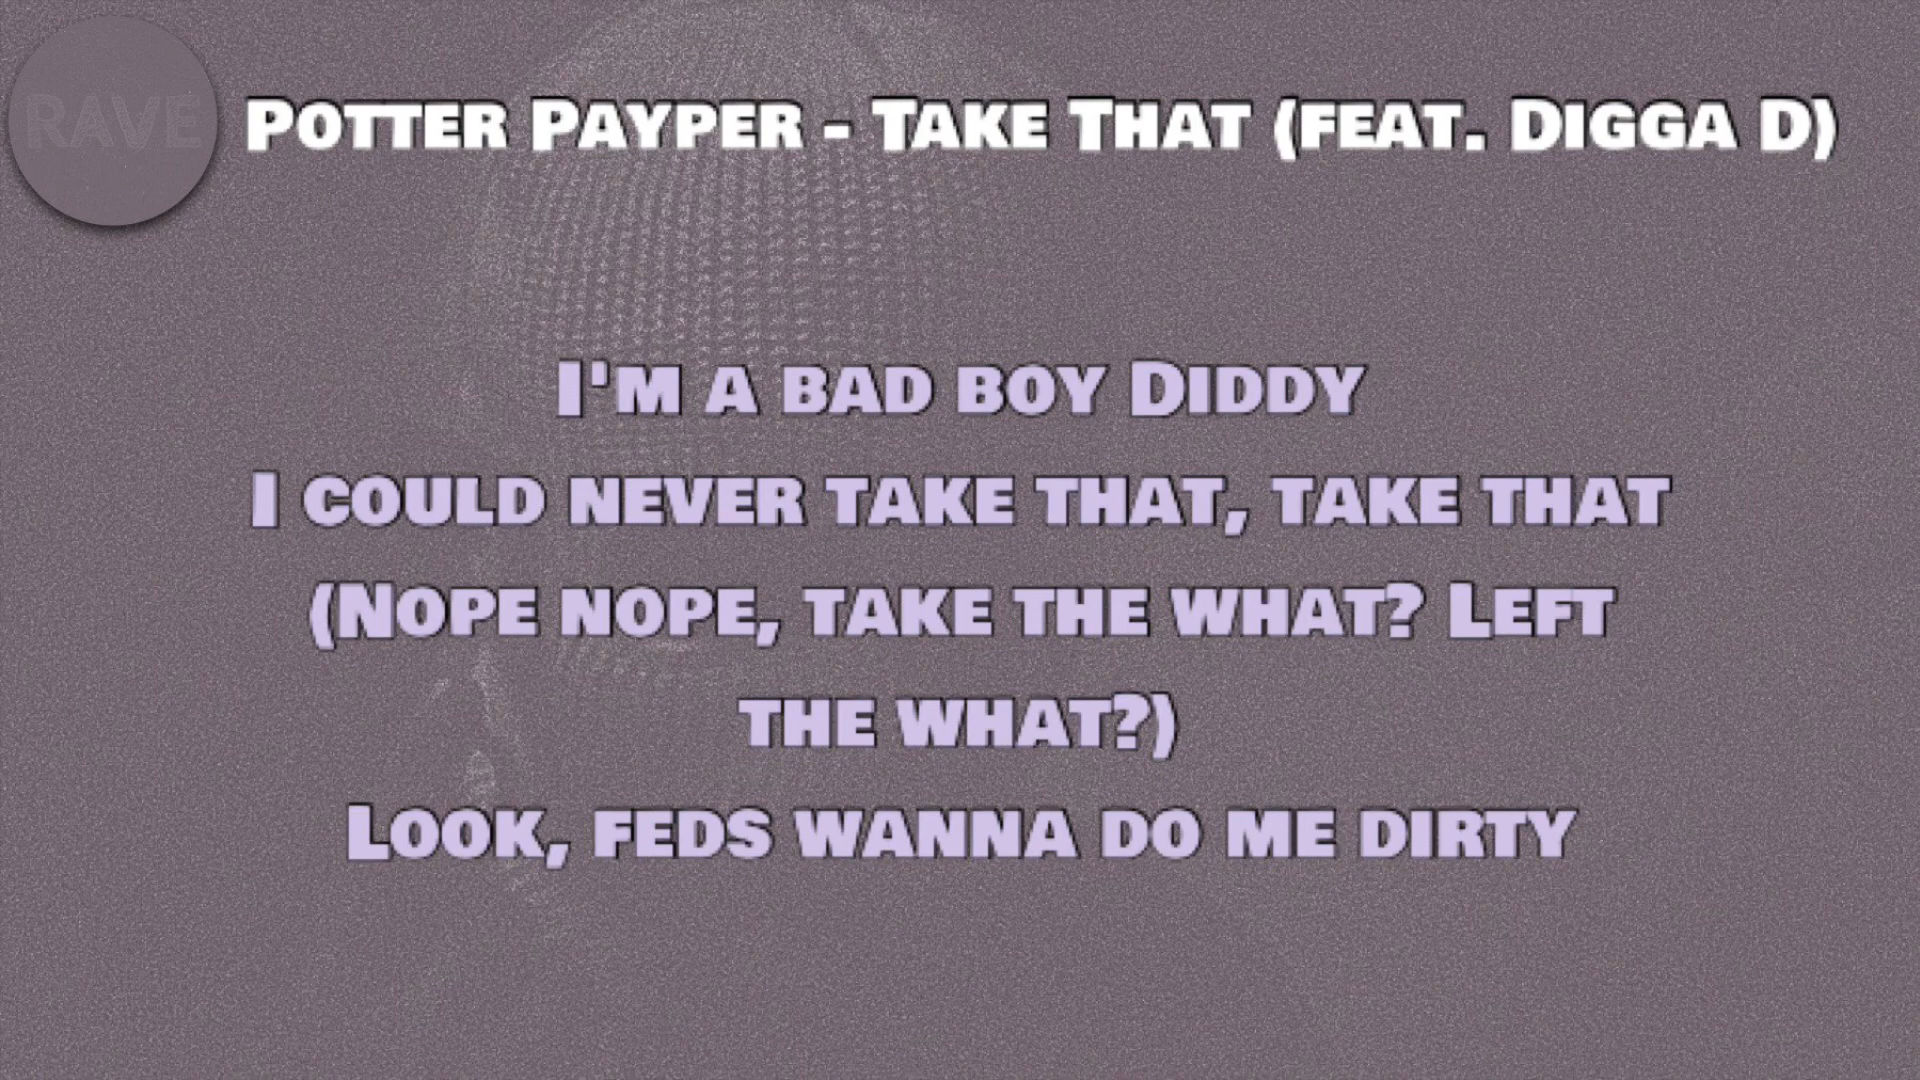 RAVE
Potter Payper - Take That (feat. Digga D)
I'm a bad boy Diddy
I could never take that, take that
(Nope nope, take the what? Left
the what?)
Look, feds wanna do me dirty